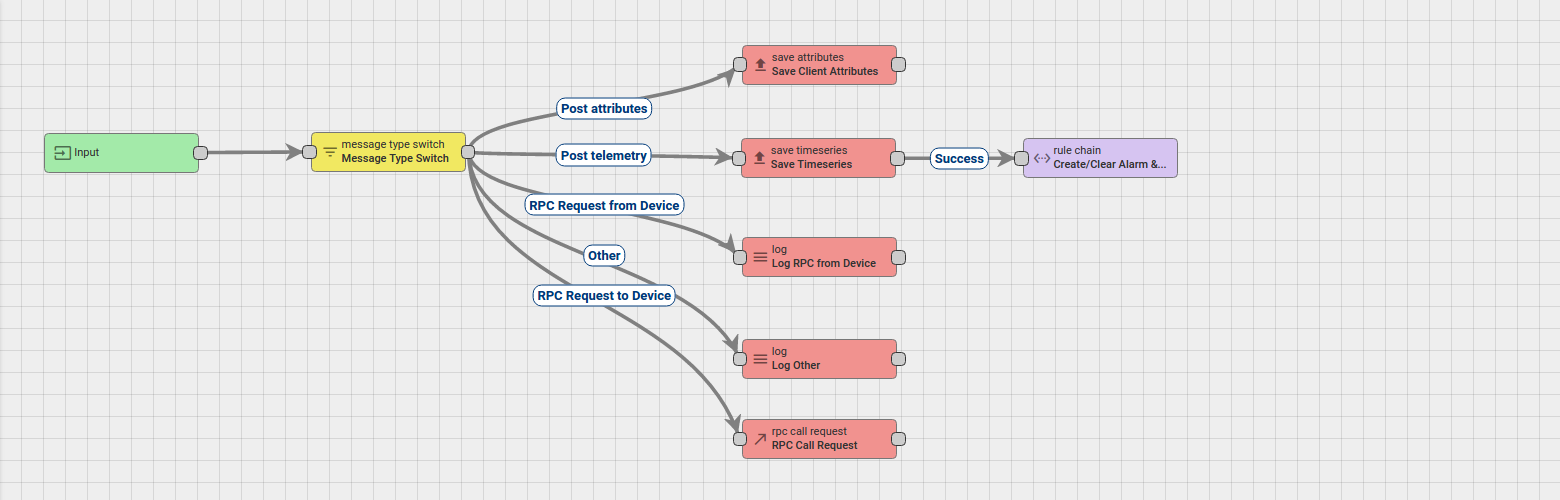 save attributes
Save Client Attributes
Post attributes
Input
message type switch
Message Type Switch
Post telemetry
save timeseries
Save Timeseries
Success
rule chain
Create/Clear Alarm &...
RPC Request from Device
log
Log RPC from Device
Other
RPC Request to Device
log
Log Other
rpc call request
RPC Call Request